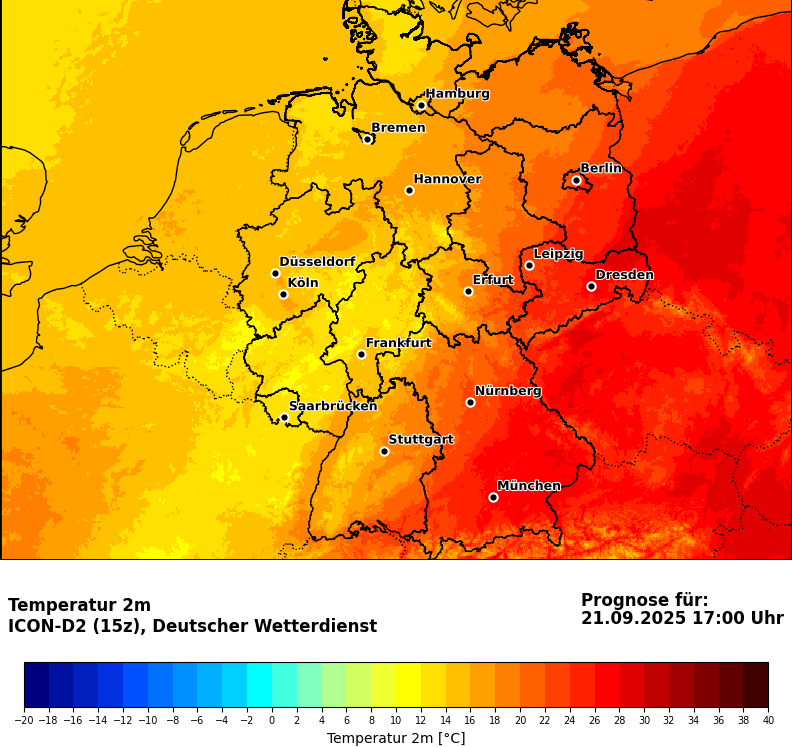 Hamburg
Bremen
Berlin
Hannover
Leipzig
Düsseldorf
Dresden
Köln
Erfurt
Frankfurt
Nürnberg
Saarbrücken
Stuttgart
München
Temperatur 2m
ICON-D2 (15z), Deutscher Wetterdienst
Prognose für:
21.09.2025 17:00 Uhr
−20 −18 −16 −14 −12 −10 −8 −6 −4 −2 0 2 4 6 8 10 12 14 16 18 20 22 24 26 28 30 32 34 36 38 40
Temperatur 2m [°C]